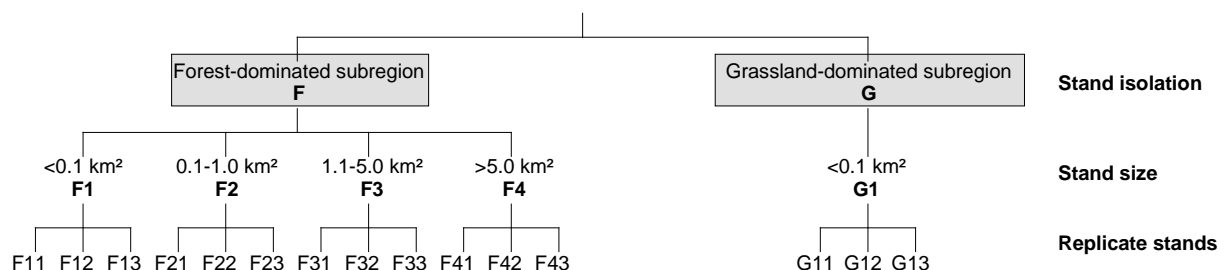 Forest-dominated subregion
F
Grassland-dominated subregion
G
Stand isolation
<0.1 km²
F1
0.1-1.0 km²
F2
1.1-5.0 km²
F3
>5.0 km²
F4
<0.1 km²
G1
Stand size
F11 F12 F13 F21 F22 F23 F31 F32 F33 F41 F42 F43 G11 G12 G13
Replicate stands